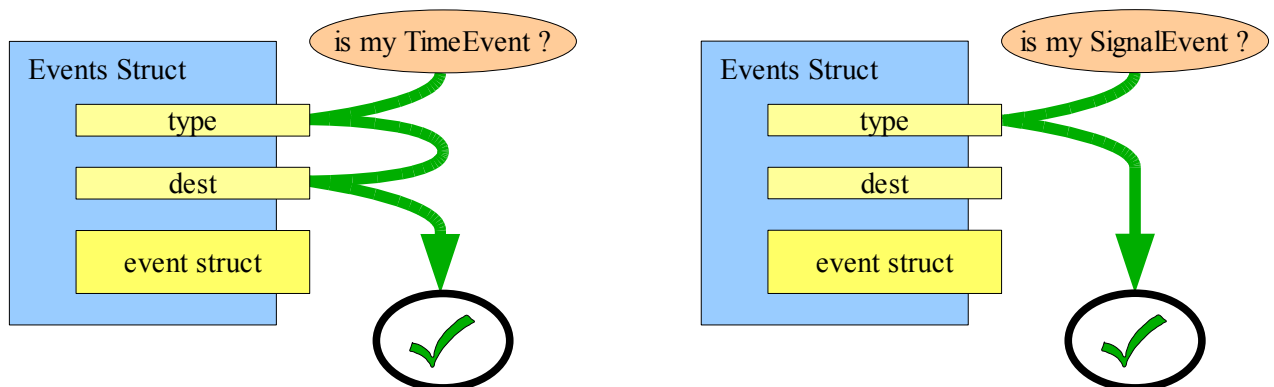 is my TimeEvent ?
Events Struct
type
dest
event struct
is my SignalEvent ?
Events Struct
type
dest
event struct